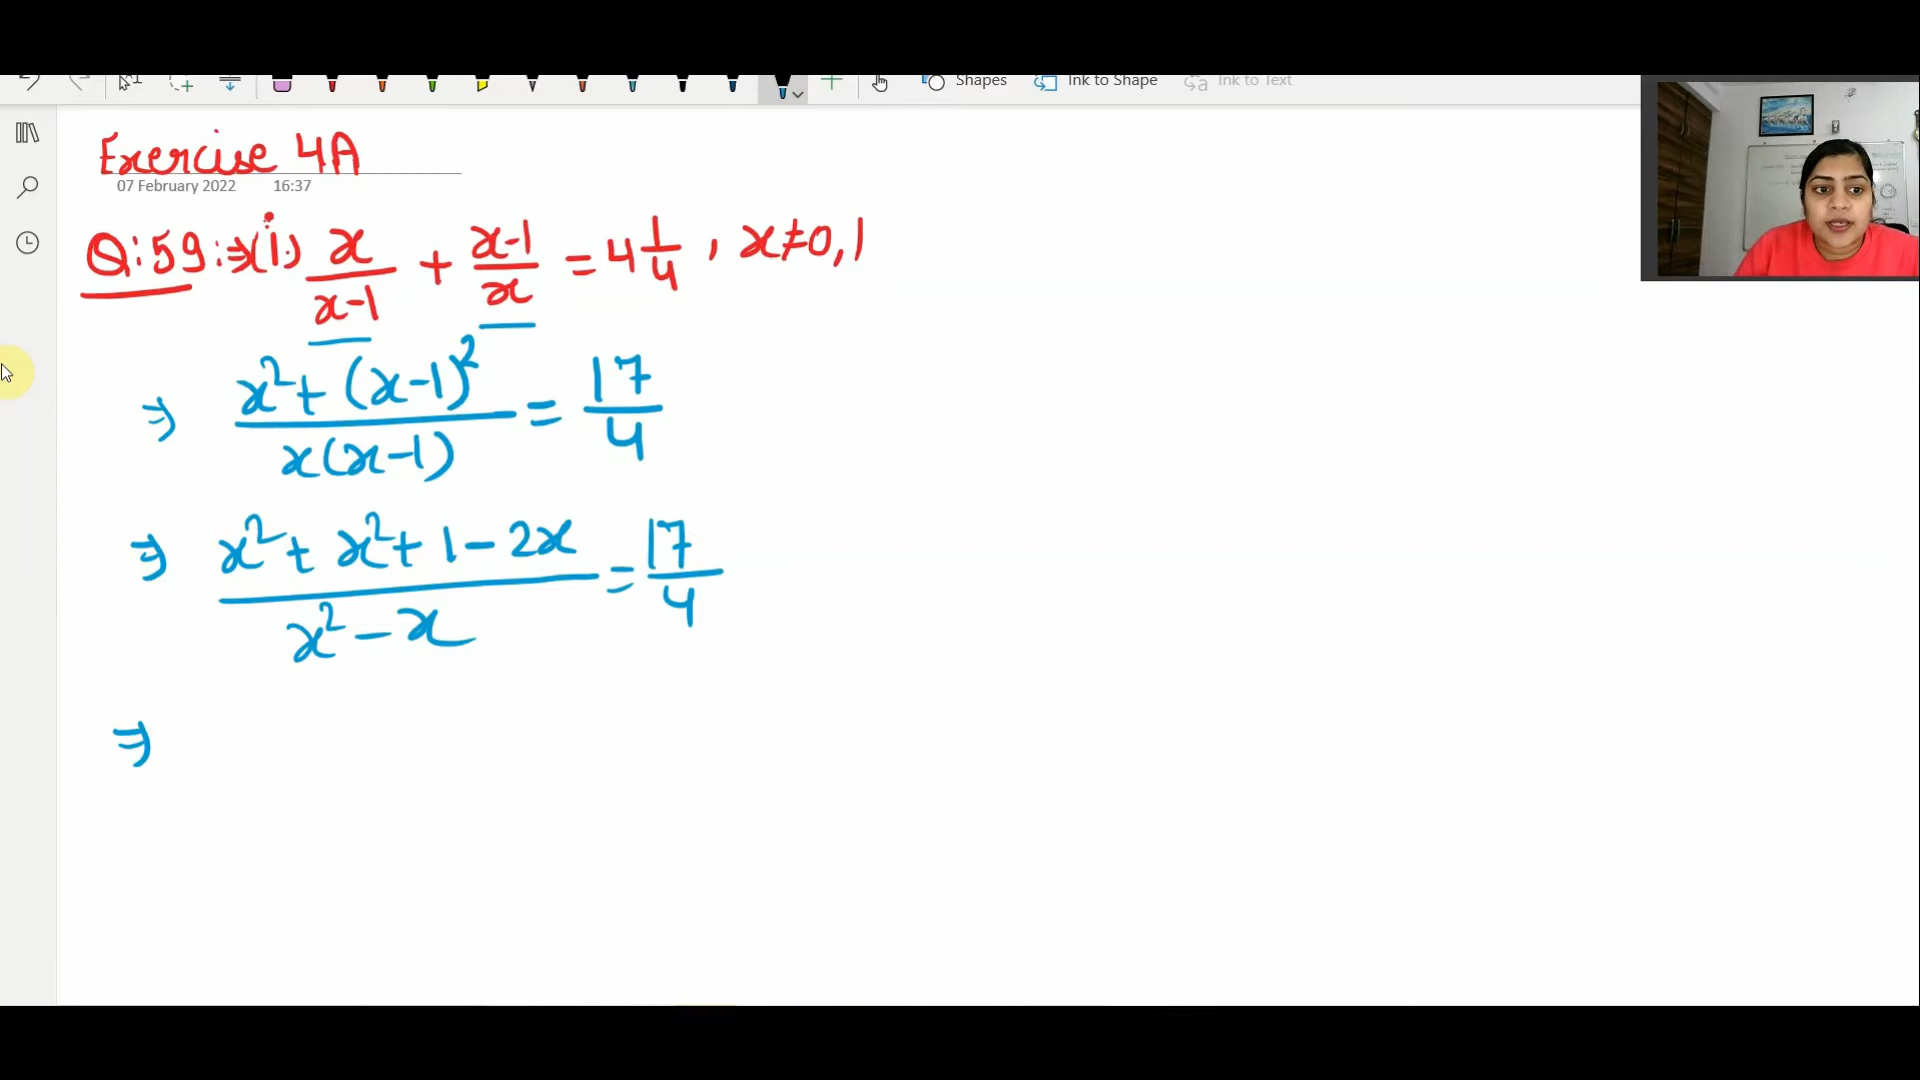 Shapes Ink to Shape Ink to Text
Exercise 4A
07 February 2022 16:37
Q:59:⇒(i) x/(x-1) + (x-1)/x = 4 1/4, x≠0,1
⇒ (x²+(x-1)²)/(x(x-1)) = 17/4
⇒ (x²+x²+1-2x)/(x²-x) = 17/4
⇒